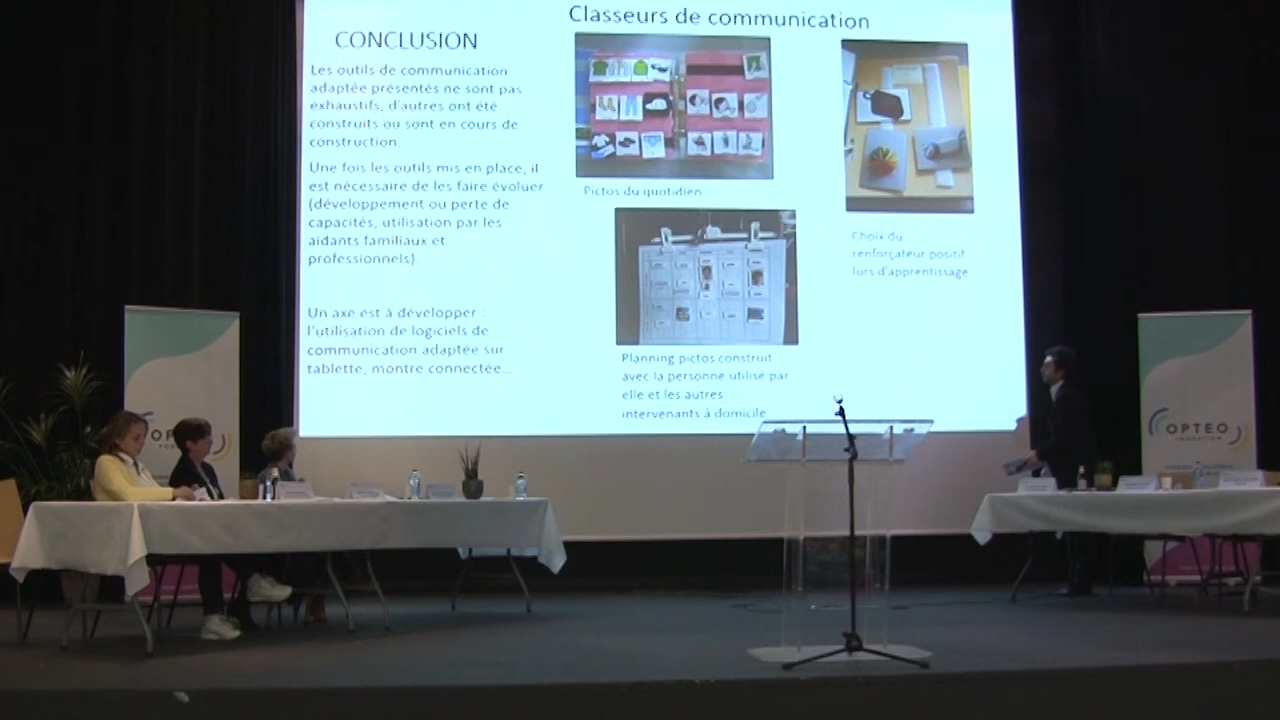 Classeurs de communication
CONCLUSION
Les outils de communication
adaptée présentés ne sont pas
exhaustifs, d'autres ont été
construits ou sont en cours de
construction.
Une fois les outils mis en place, il
est nécessaire de les faire évoluer
(développement ou perte de
capacités, utilisation par les
aidants familiaux et
professionnels).
Un axe est à développer :
l'utilisation de logiciels de
communication adaptée sur
tablette, montre connectée...
Pictos du quotidien
Choix du
renforçateur positif
lors d'apprentissage
Planning pictos construit
avec la personne utilisé par
elle et les autres
intervenants à domicile
OPTEO
FONDATION